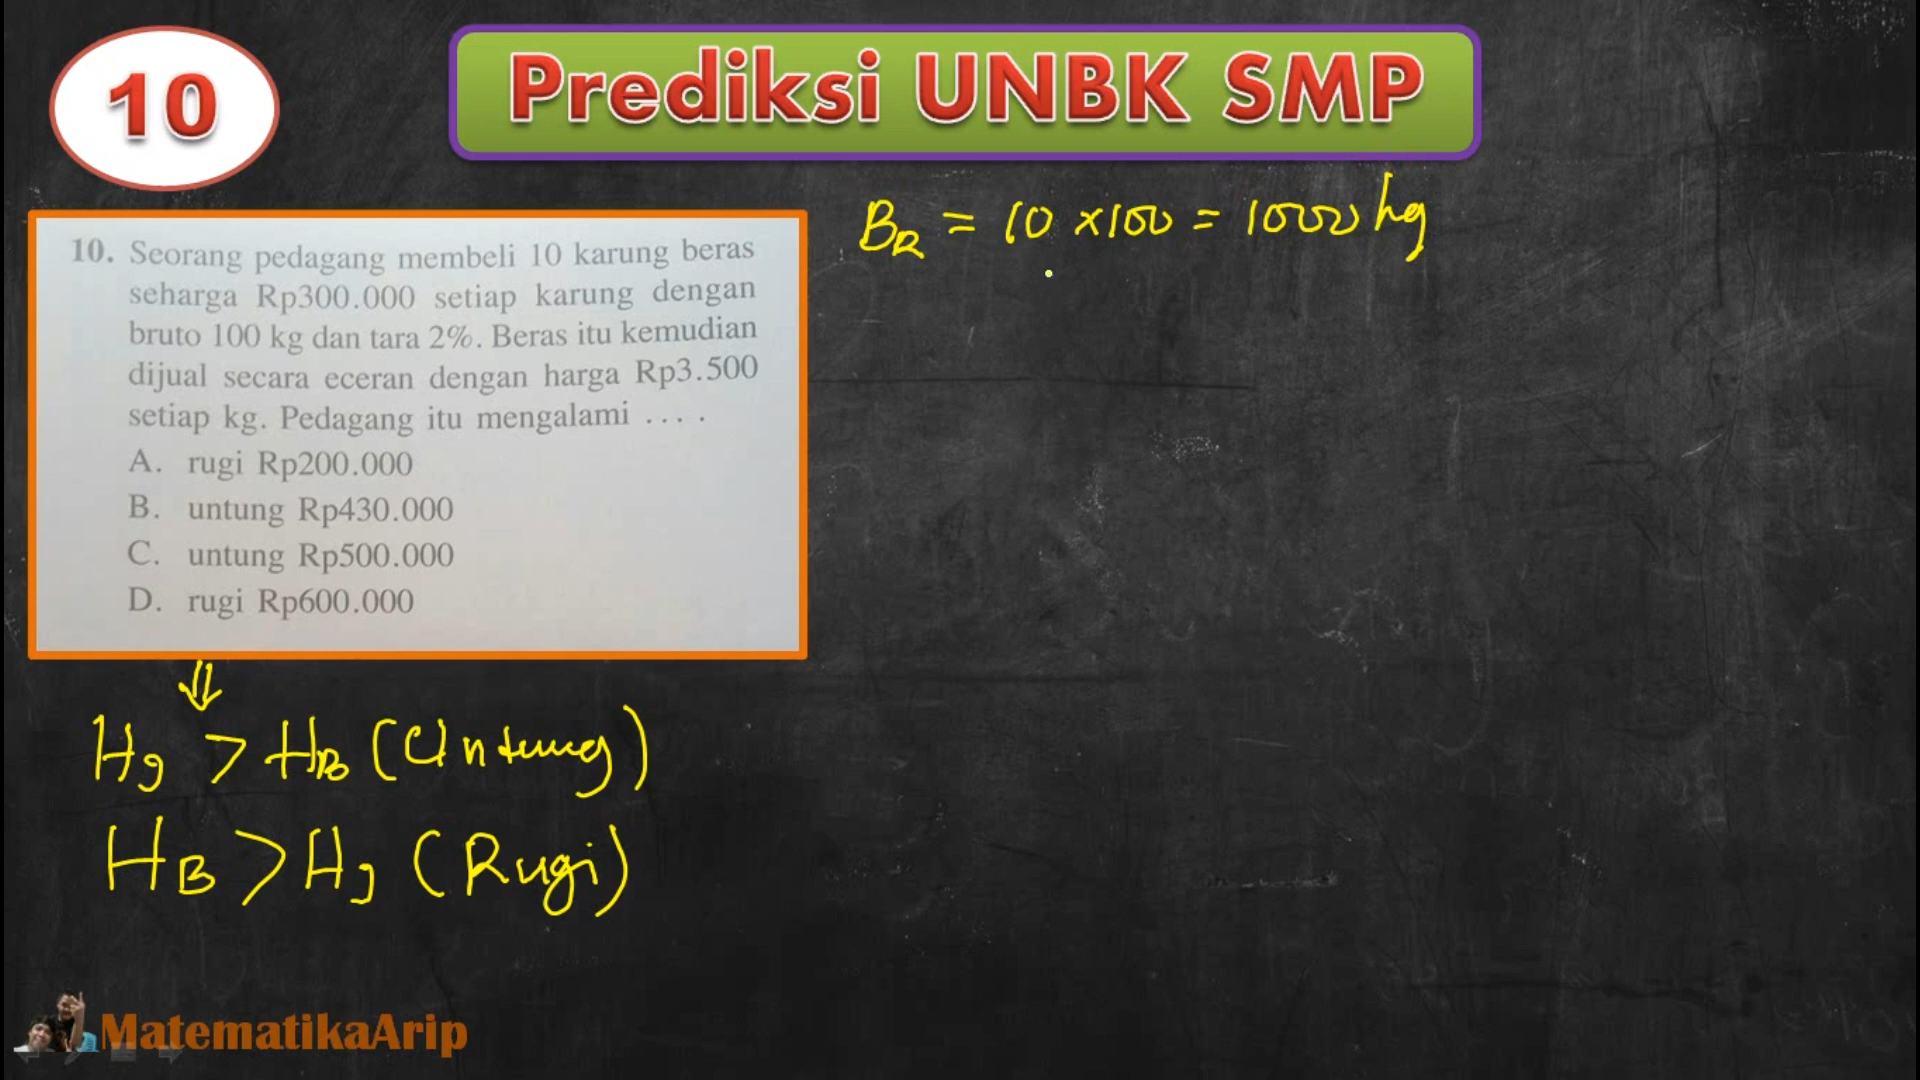 10
Prediksi UNBK SMP
10. Seorang pedagang membeli 10 karung beras
seharga Rp300.000 setiap karung dengan
bruto 100 kg dan tara 2%. Beras itu kemudian
dijual secara eceran dengan harga Rp3.500
setiap kg. Pedagang itu mengalami ....
A. rugi Rp200.000
B. untung Rp430.000
C. untung Rp500.000
D. rugi Rp600.000
BR = 10 x100 = 1000 kg
⇓
HJ > HB (Untung)
HB > HJ (Rugi)
MatematikaArip